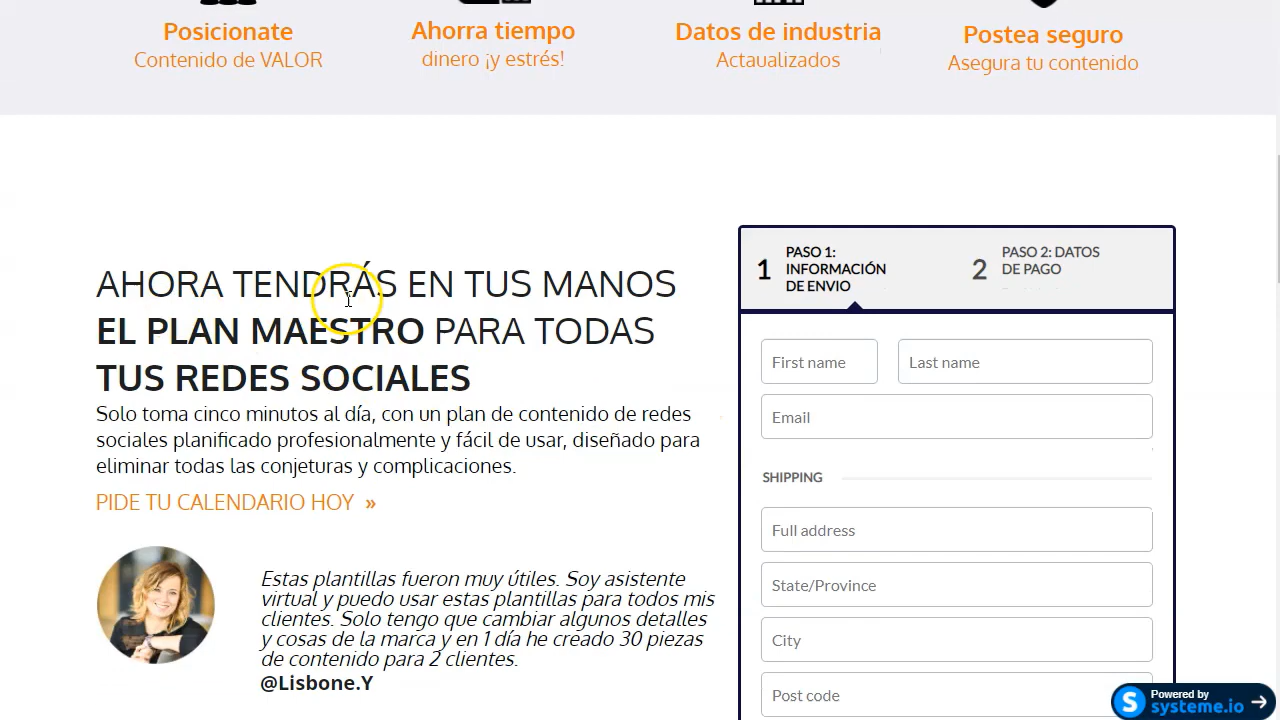 Posicionate
Contenido de VALOR
Ahorra tiempo
dinero ¡y estrés!
Datos de industria
Actaualizados
Postea seguro
Asegura tu contenido
AHORA TENDRÁS EN TUS MANOS
EL PLAN MAESTRO PARA TODAS
TUS REDES SOCIALES
Solo toma cinco minutos al día, con un plan de contenido de redes
sociales planificado profesionalmente y fácil de usar, diseñado para
eliminar todas las conjeturas y complicaciones.
PIDE TU CALENDARIO HOY »
Estas plantillas fueron muy útiles. Soy asistente
virtual y puedo usar estas plantillas para todos mis
clientes. Solo tengo que cambiar algunos detalles
y cosas de la marca y en 1 día he creado 30 piezas
de contenido para 2 clientes.
@Lisbone.Y
1
PASO 1:
INFORMACIÓN
DE ENVIO
2
PASO 2: DATOS
DE PAGO
First name
Last name
Email
SHIPPING
Full address
State/Province
City
Post code
Powered by
systeme.io